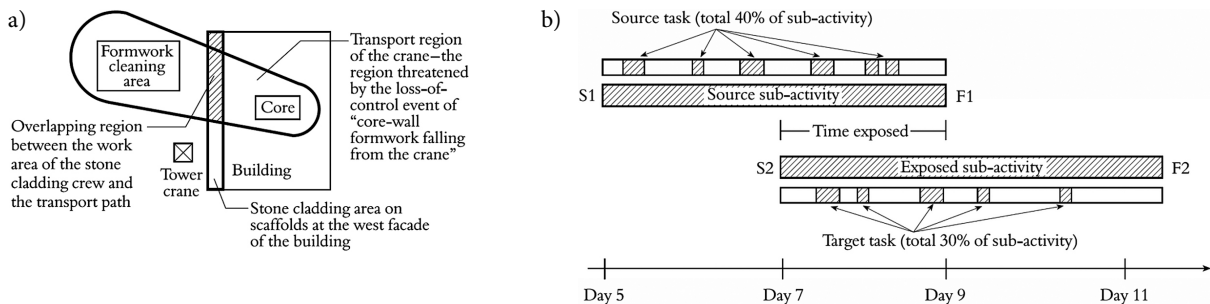 a)
Formwork
cleaning
area
Core
Transport region
of the crane–the
region threatened
by the loss-of-
control event of
“core-wall
formwork falling
from the crane”
Overlapping region
between the work
area of the stone
cladding crew and
the transport path
Tower
crane
Building
Stone cladding area on
scaffolds at the west facade
of the building
b)
Source task (total 40% of sub-activity)
S1
Source sub-activity
F1
Time exposed
S2
Exposed sub-activity
F2
Target task (total 30% of sub-activity)
Day 5
Day 7
Day 9
Day 11